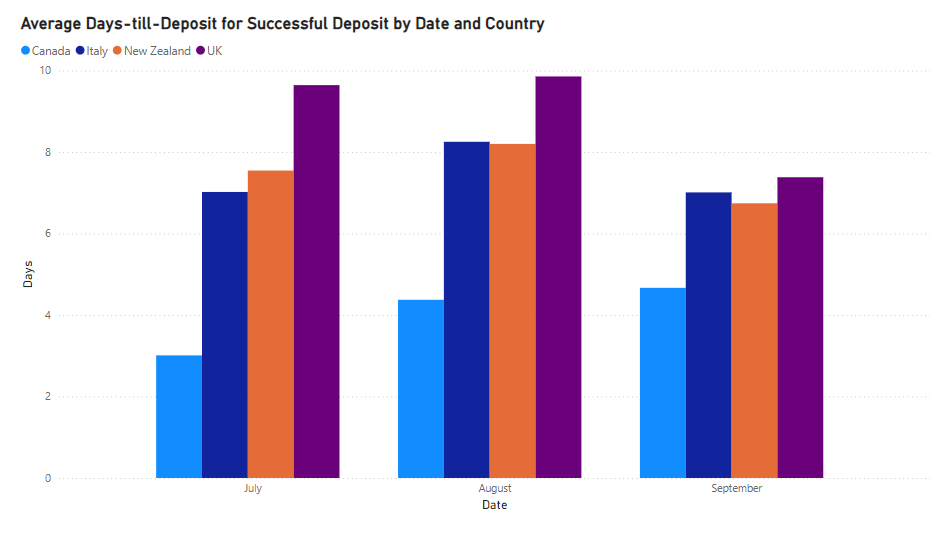 Average Days-till-Deposit for Successful Deposit by Date and Country
Canada Italy New Zealand UK
10
8
6
4
2
0
Days
July August September
Date